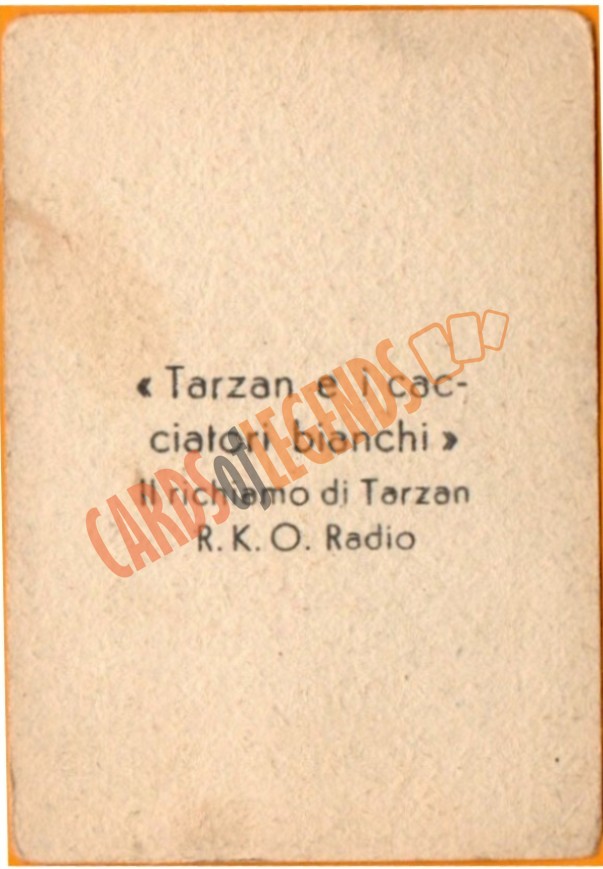 « Tarzan e i cac-
ciatori bianchi »
Il richiamo di Tarzan
R. K. O. Radio
CARDS of LEGENDS